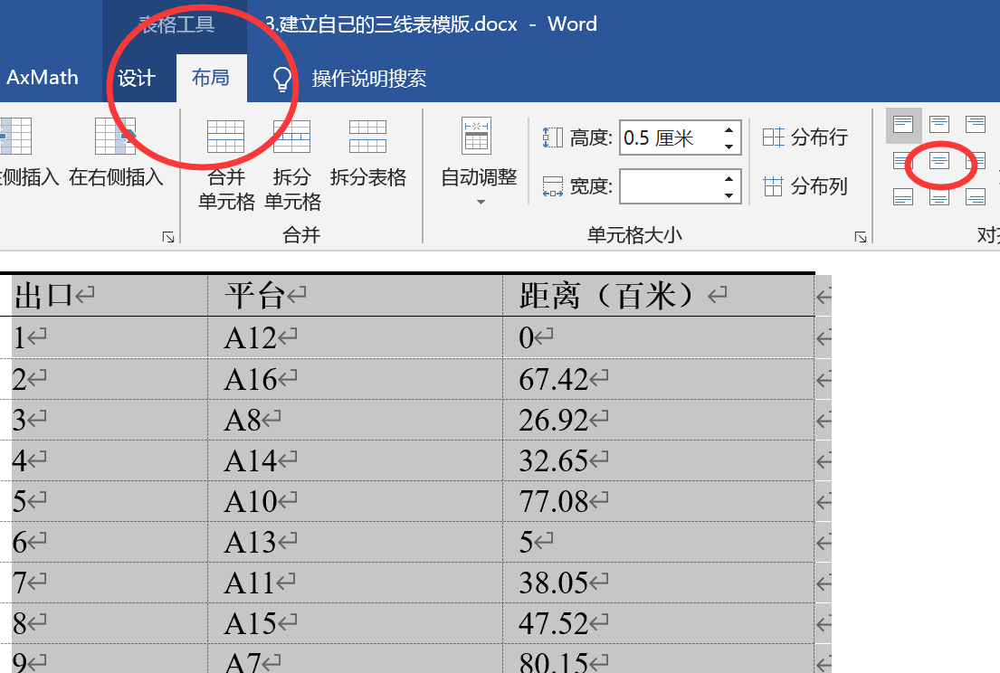 表格工具 3.建立自己的三线表模版.docx - Word
AxMath 设计 布局 操作说明搜索
侧插入 在右侧插入 合并单元格 拆分单元格 拆分表格 自动调整 高度: 0.5 厘米 分布行
宽度: 分布列
合并 单元格大小 对
出口 平台 距离（百米）
1 A12 0
2 A16 67.42
3 A8 26.92
4 A14 32.65
5 A10 77.08
6 A13 5
7 A11 38.05
8 A15 47.52
9 A7 80.15